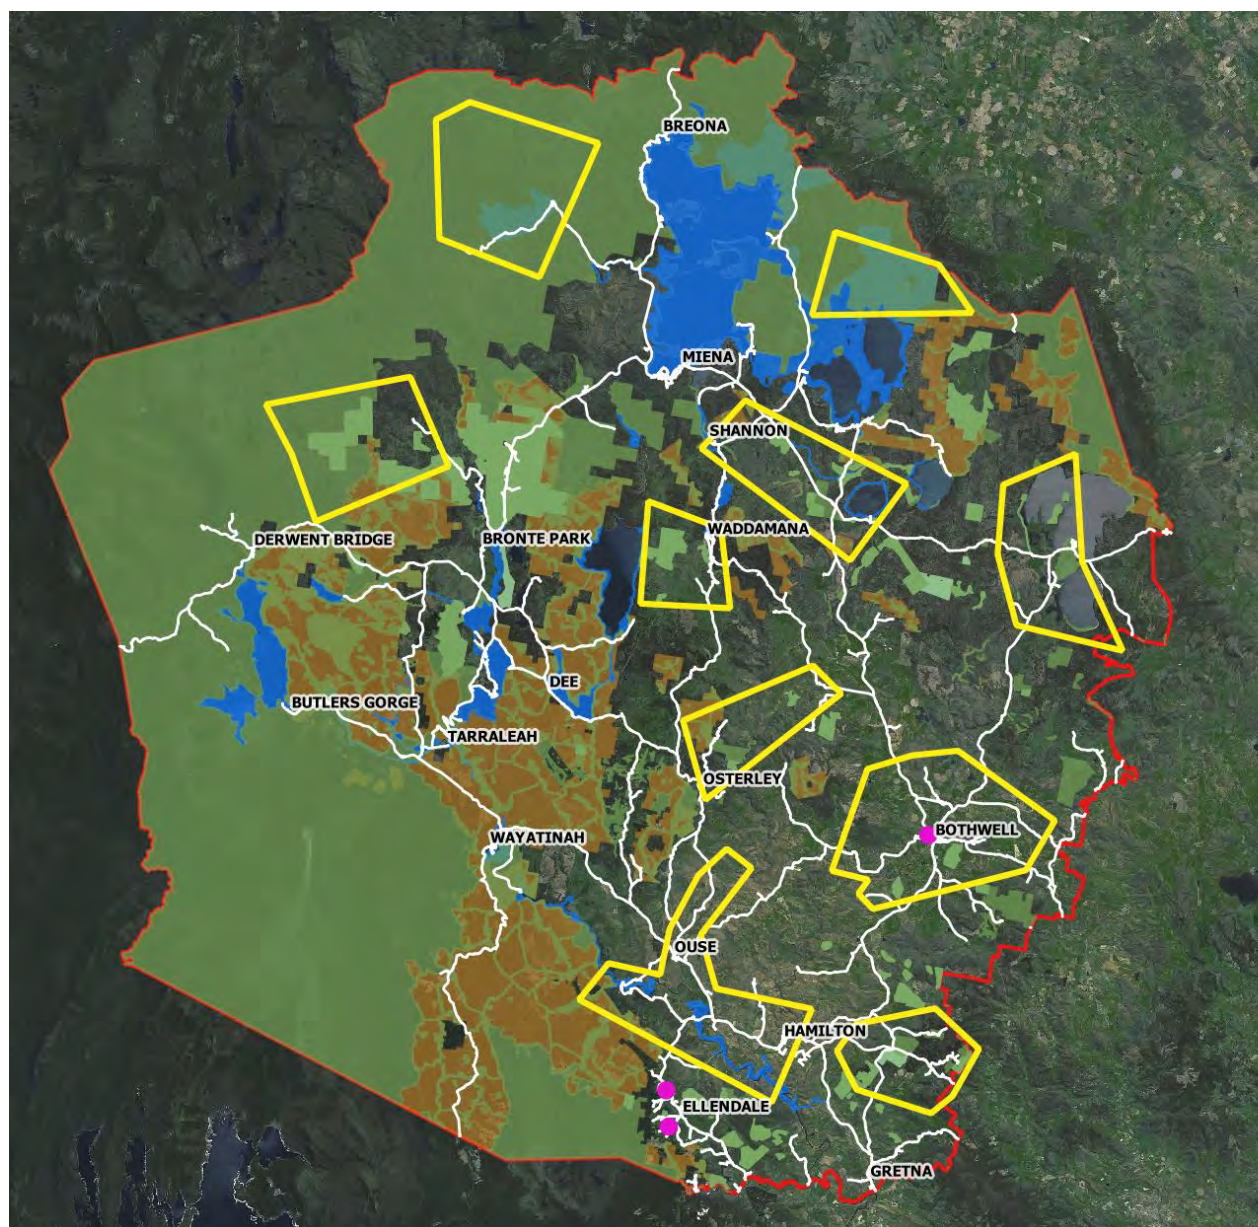 BREONA
MIENA
SHANNON
WADDAMANA
DERWENT BRIDGE
BRONTE PARK
DEE
BUTLERS GORGE
TARRALEAH
OSTERLEY
WAYATINAH
BOTHWELL
OUSE
HAMILTON
ELLENDALE
GRETNA